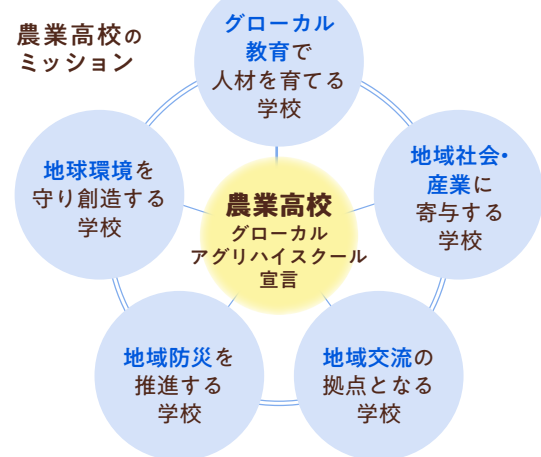 農業高校の
ミッション
グローカル
教育で
人材を育てる
学校
地域社会・
産業に
寄与する
学校
地域交流の
拠点となる
学校
地域防災を
推進する
学校
地球環境を
守り創造する
学校
農業高校
グローカル
アグリハイスクール
宣言